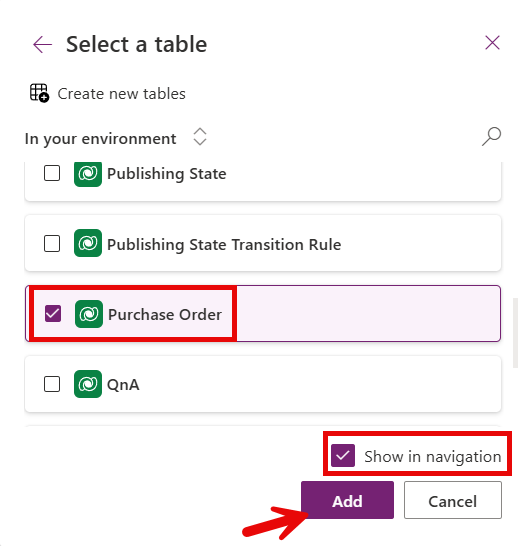 Select a table
Create new tables
In your environment
Publishing State
Publishing State Transition Rule
Purchase Order
QnA
Show in navigation
Add
Cancel